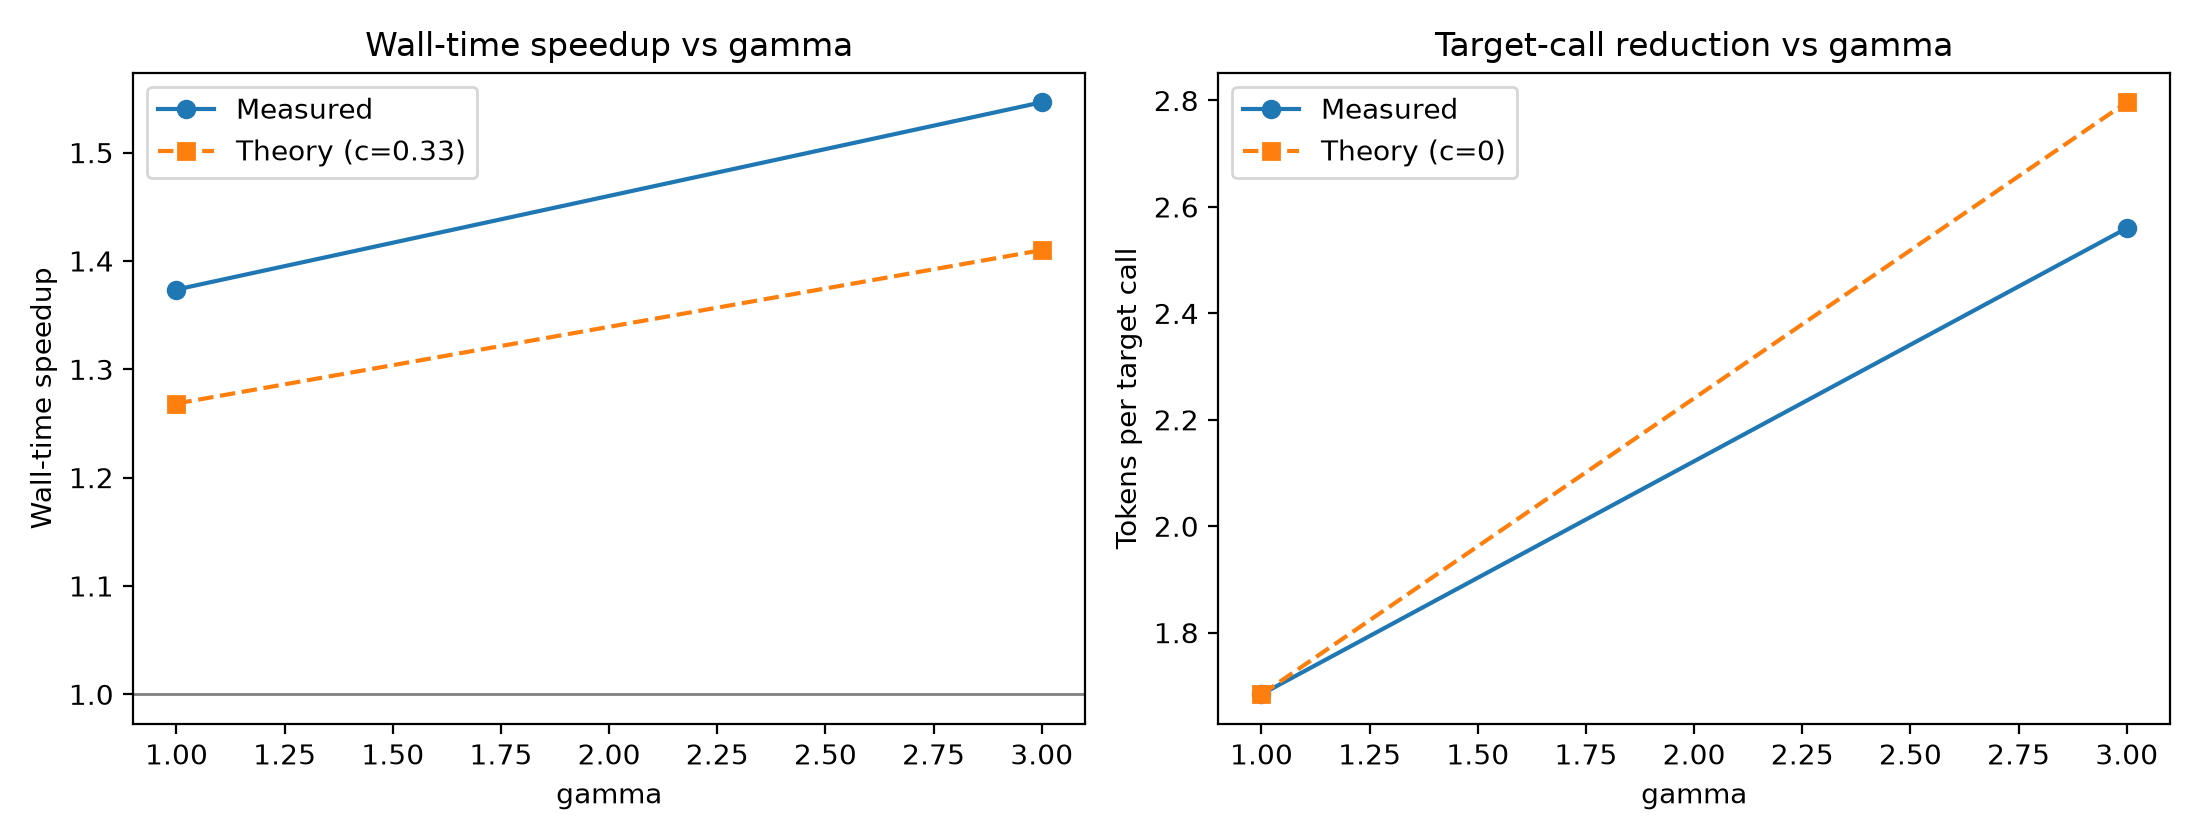 Wall-time speedup vs gamma
Measured
Theory (c=0.33)
Wall-time speedup
1.5
1.4
1.3
1.2
1.1
1.0
1.00 1.25 1.50 1.75 2.00 2.25 2.50 2.75 3.00
gamma
Target-call reduction vs gamma
Measured
Theory (c=0)
Tokens per target call
2.8
2.6
2.4
2.2
2.0
1.8
1.00 1.25 1.50 1.75 2.00 2.25 2.50 2.75 3.00
gamma